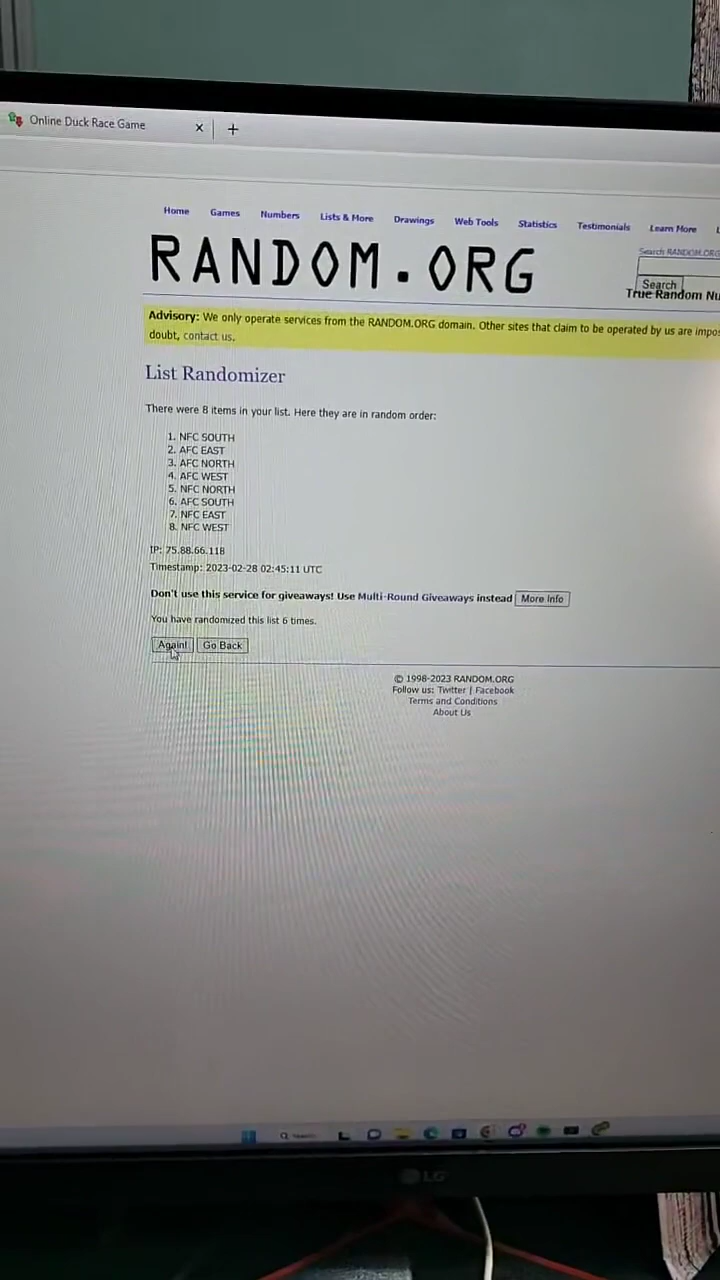 Online Duck Race Game
Home Games Numbers Lists & More Drawings Web Tools Statistics Testimonials Learn More
RANDOM.ORG
Search RANDOM.ORG
Search
True Random Nu
Advisory: We only operate services from the RANDOM.ORG domain. Other sites that claim to be operated by us are impos
doubt, contact us.
List Randomizer
There were 8 items in your list. Here they are in random order:
1. NFC SOUTH
2. AFC EAST
3. AFC NORTH
4. AFC WEST
5. NFC NORTH
6. AFC SOUTH
7. NFC EAST
8. NFC WEST
IP: 75.88.66.118
Timestamp: 2023-02-28 02:45:11 UTC
Don't use this service for giveaways! Use Multi-Round Giveaways instead More Info
You have randomized this list 6 times.
Again! Go Back
© 1998-2023 RANDOM.ORG
Follow us: Twitter | Facebook
Terms and Conditions
About Us
Search
LG